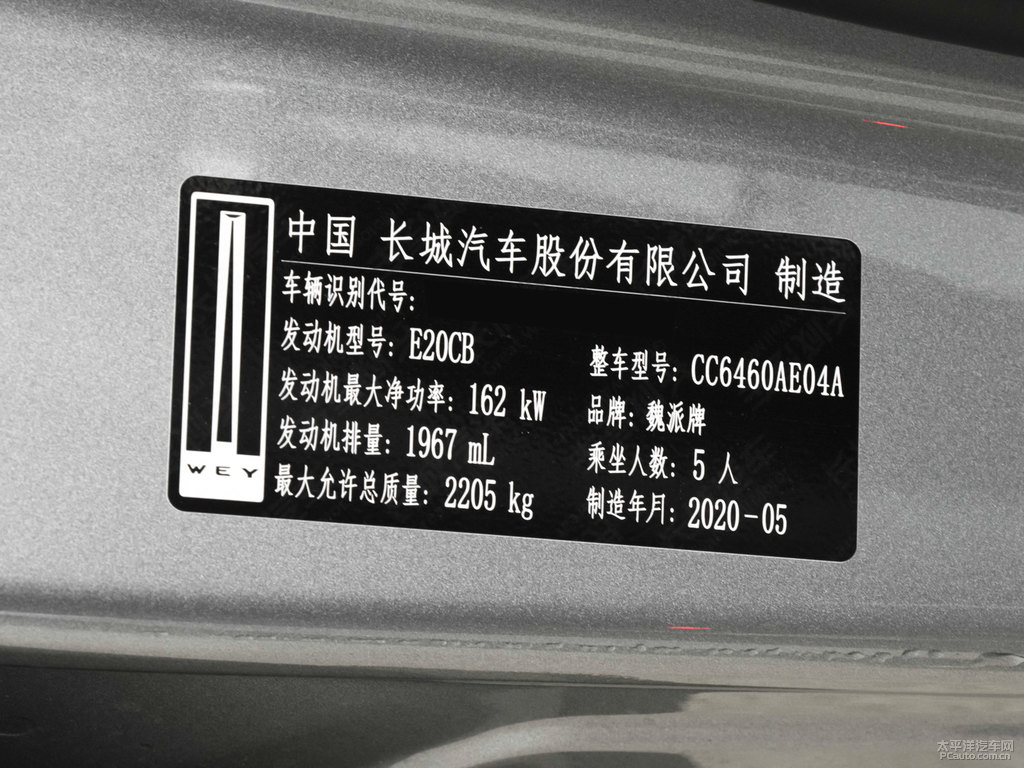 中国 长城汽车股份有限公司 制造
车辆识别代号:
发动机型号: E20CB
整车型号: CC6460AE04A
发动机最大净功率: 162 kW
品牌: 魏派牌
发动机排量: 1967 mL
乘坐人数: 5 人
最大允许总质量: 2205 kg
制造年月: 2020-05
WEY
太平洋汽车网
PCauto.com.cn